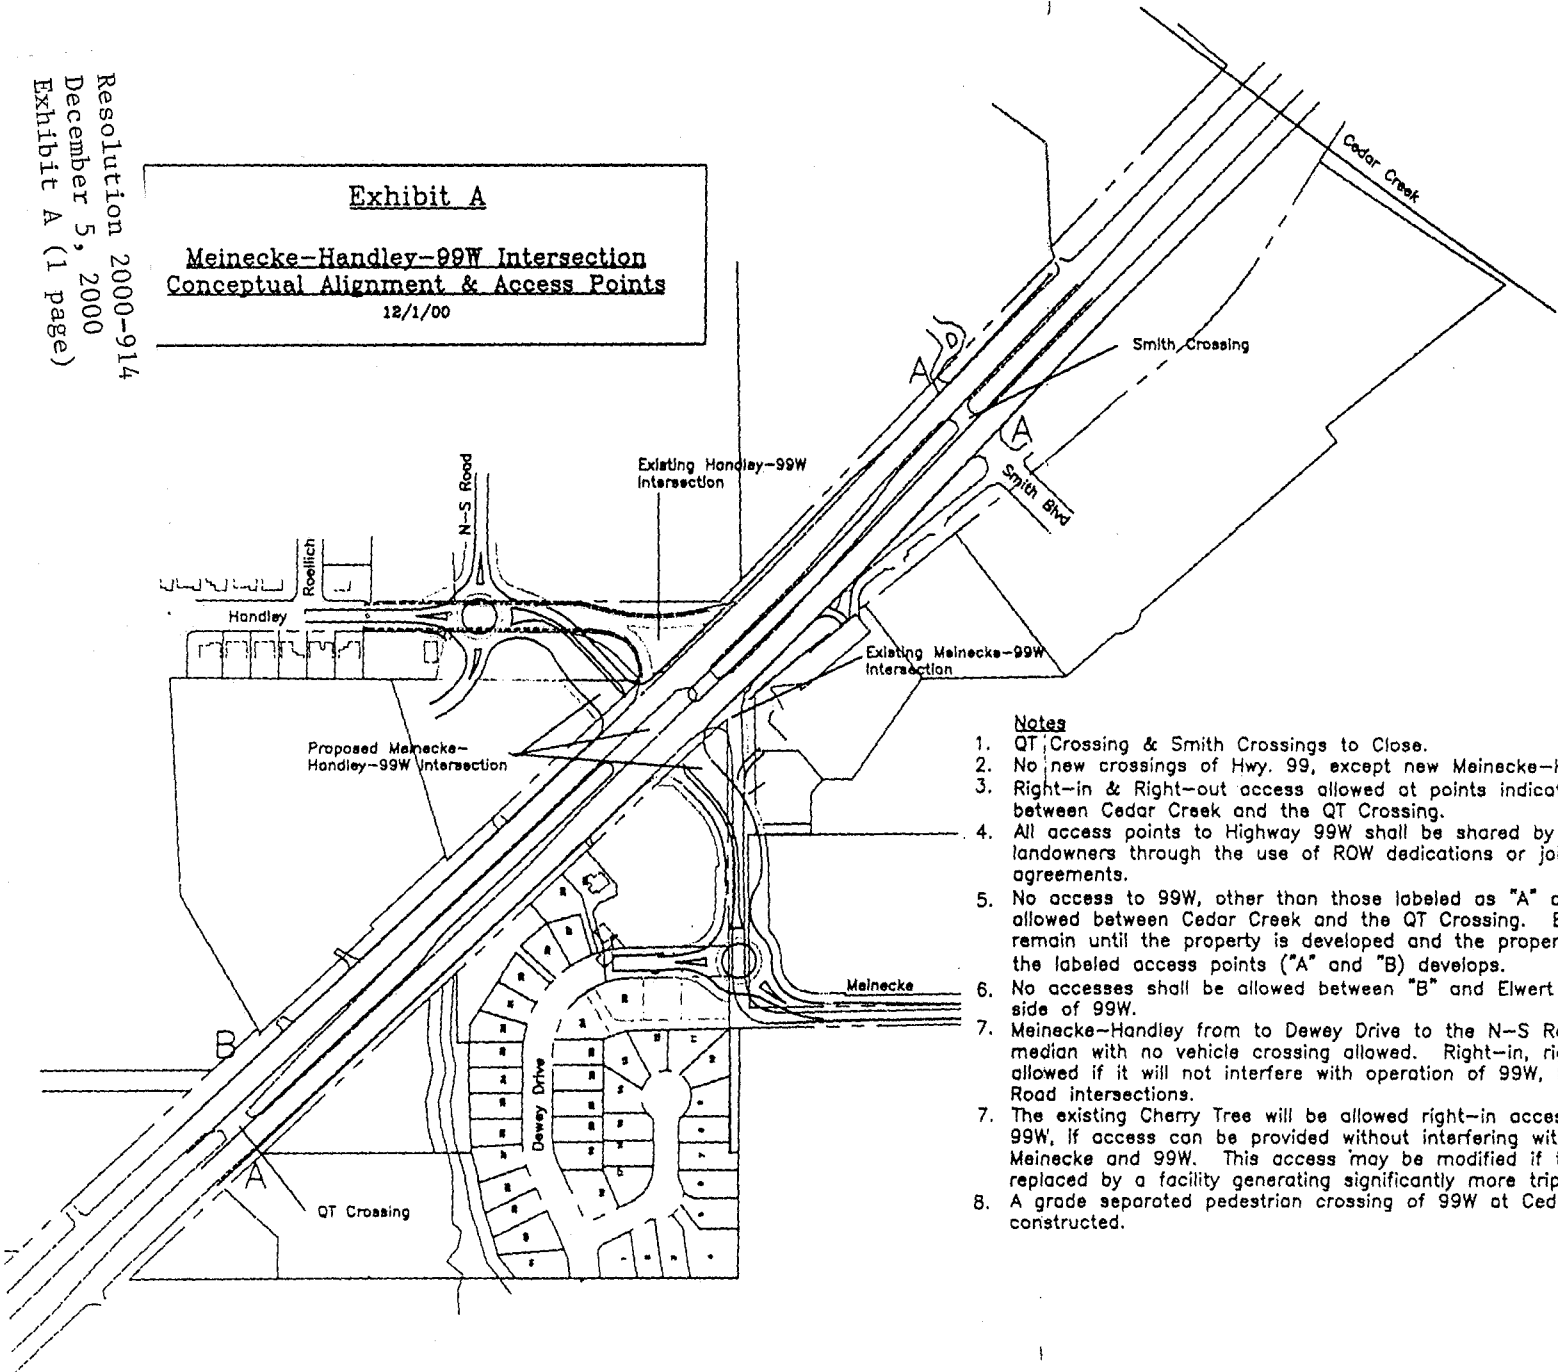 Resolution 2000-914
December 5, 2000
Exhibit A (1 page)
Exhibit A
Meinecke-Handley-99W Intersection
Conceptual Alignment & Access Points
12/1/00
Cedar Creek
Smith Crossing
A
A
Smith Blvd
Existing Handley-99W
Intersection
N-S Road
Roellich
Handley
Existing Meinecke-99W
Intersection
Proposed Meinecke-
Handley-99W Intersection
Meinecke
Dewey Drive
B
A
QT Crossing
Notes
1. QT Crossing & Smith Crossings to Close.
2. No new crossings of Hwy. 99, except new Meinecke-H
3. Right-in & Right-out access allowed at points indica
between Cedar Creek and the QT Crossing.
4. All access points to Highway 99W shall be shared by
landowners through the use of ROW dedications or jo
agreements.
5. No access to 99W, other than those labeled as "A" a
allowed between Cedar Creek and the QT Crossing. E
remain until the property is developed and the proper
the labeled access points ("A" and "B) develops.
6. No accesses shall be allowed between "B" and Elwert
side of 99W.
7. Meinecke-Handley from to Dewey Drive to the N-S R
median with no vehicle crossing allowed. Right-in, ri
allowed if it will not interfere with operation of 99W,
Road intersections.
7. The existing Cherry Tree will be allowed right-in acces
99W, if access can be provided without interfering wit
Meinecke and 99W. This access may be modified if t
replaced by a facility generating significantly more trip
8. A grade separated pedestrian crossing of 99W at Ced
constructed.